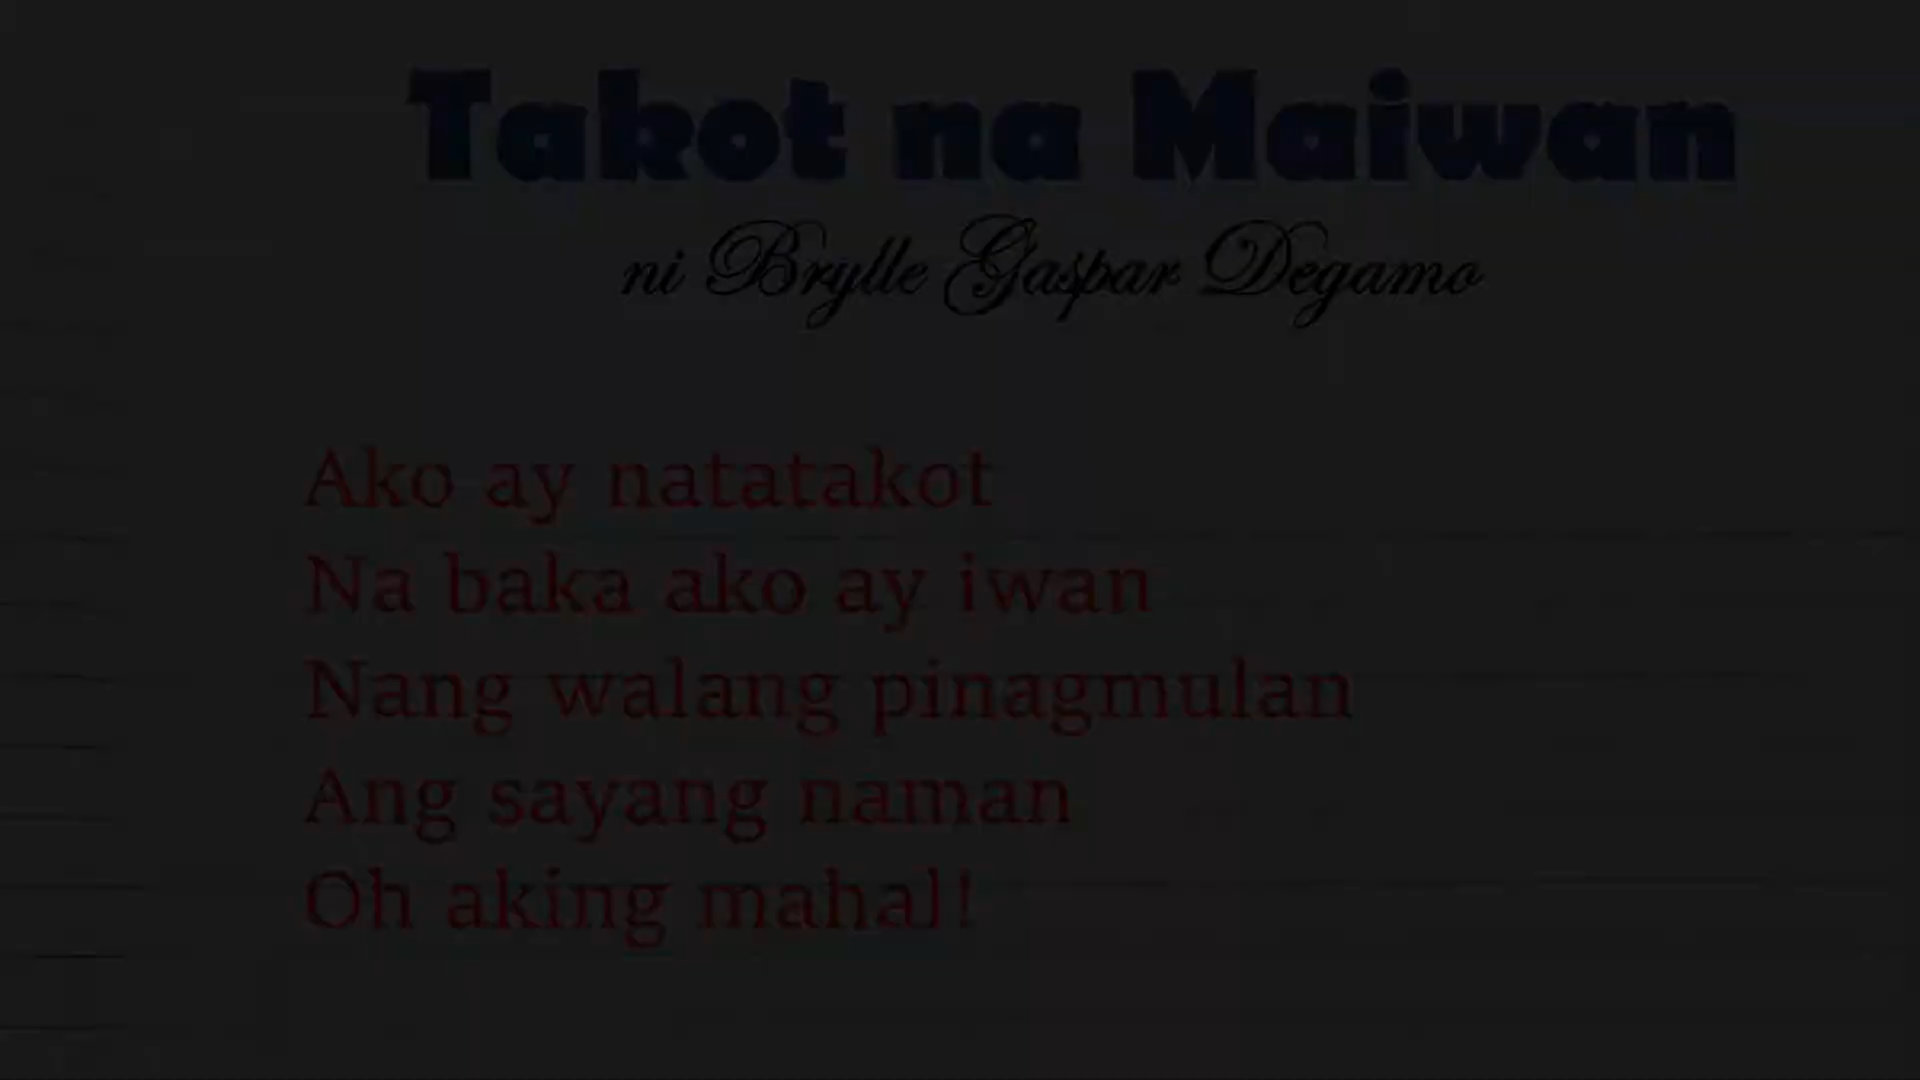 Takot na Maiwan
ni Brylle Gaspar Degamo
Ako ay natatakot
Na baka ako ay iwan
Nang walang pinagmulan
Ang sayang naman
Oh aking mahal!